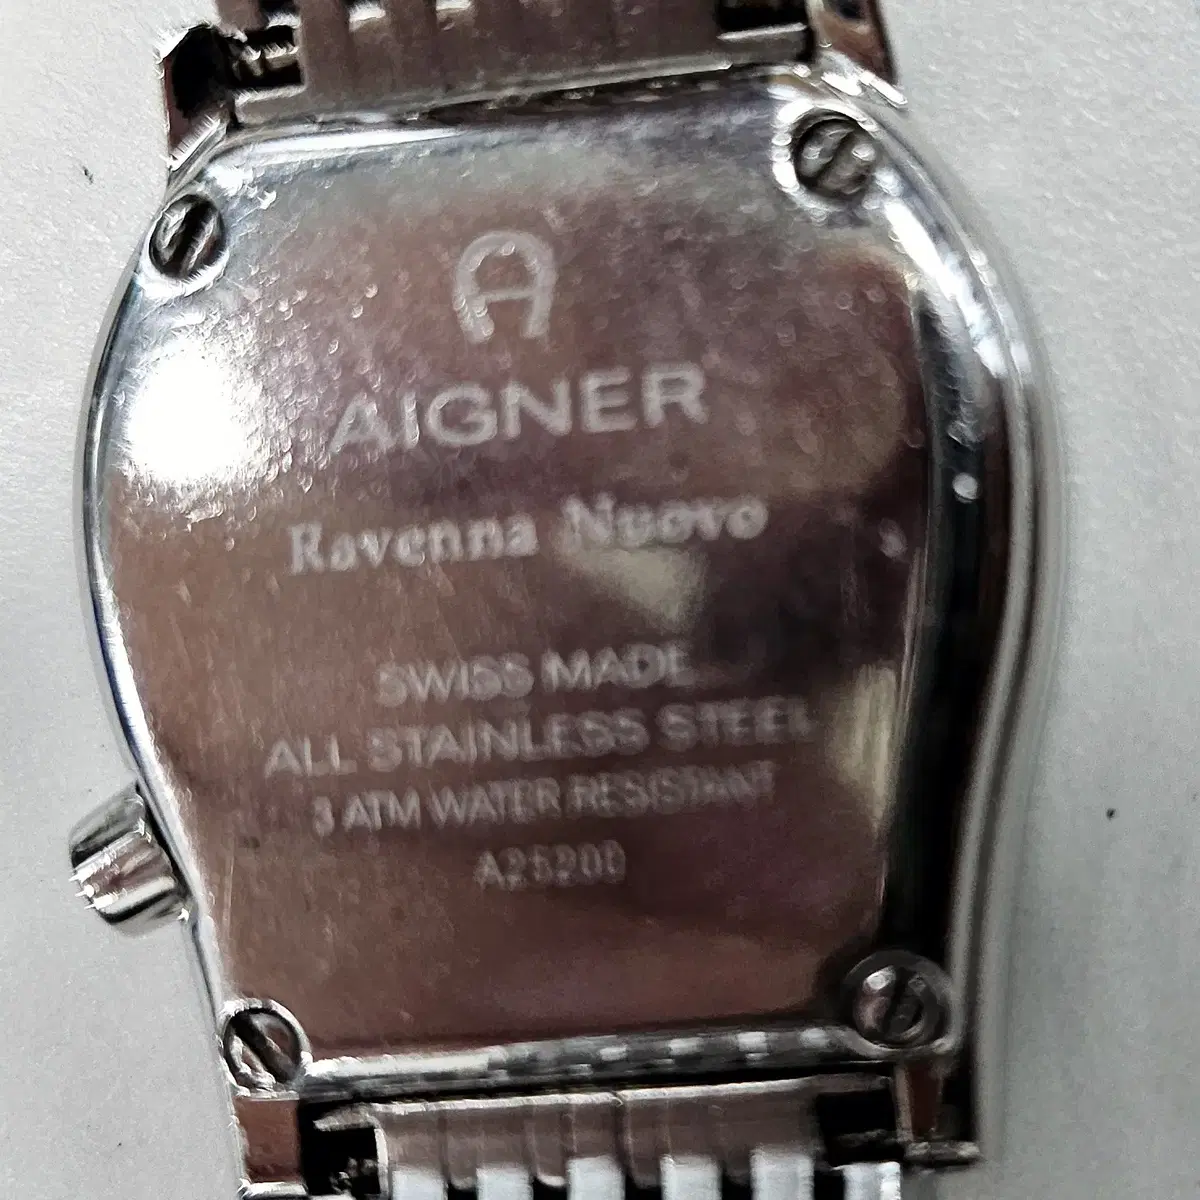 AIGNER
Ravenna Nuovo
SWISS MADE
ALL STAINLESS STEEL
3 ATM WATER RESISTANT
A25200